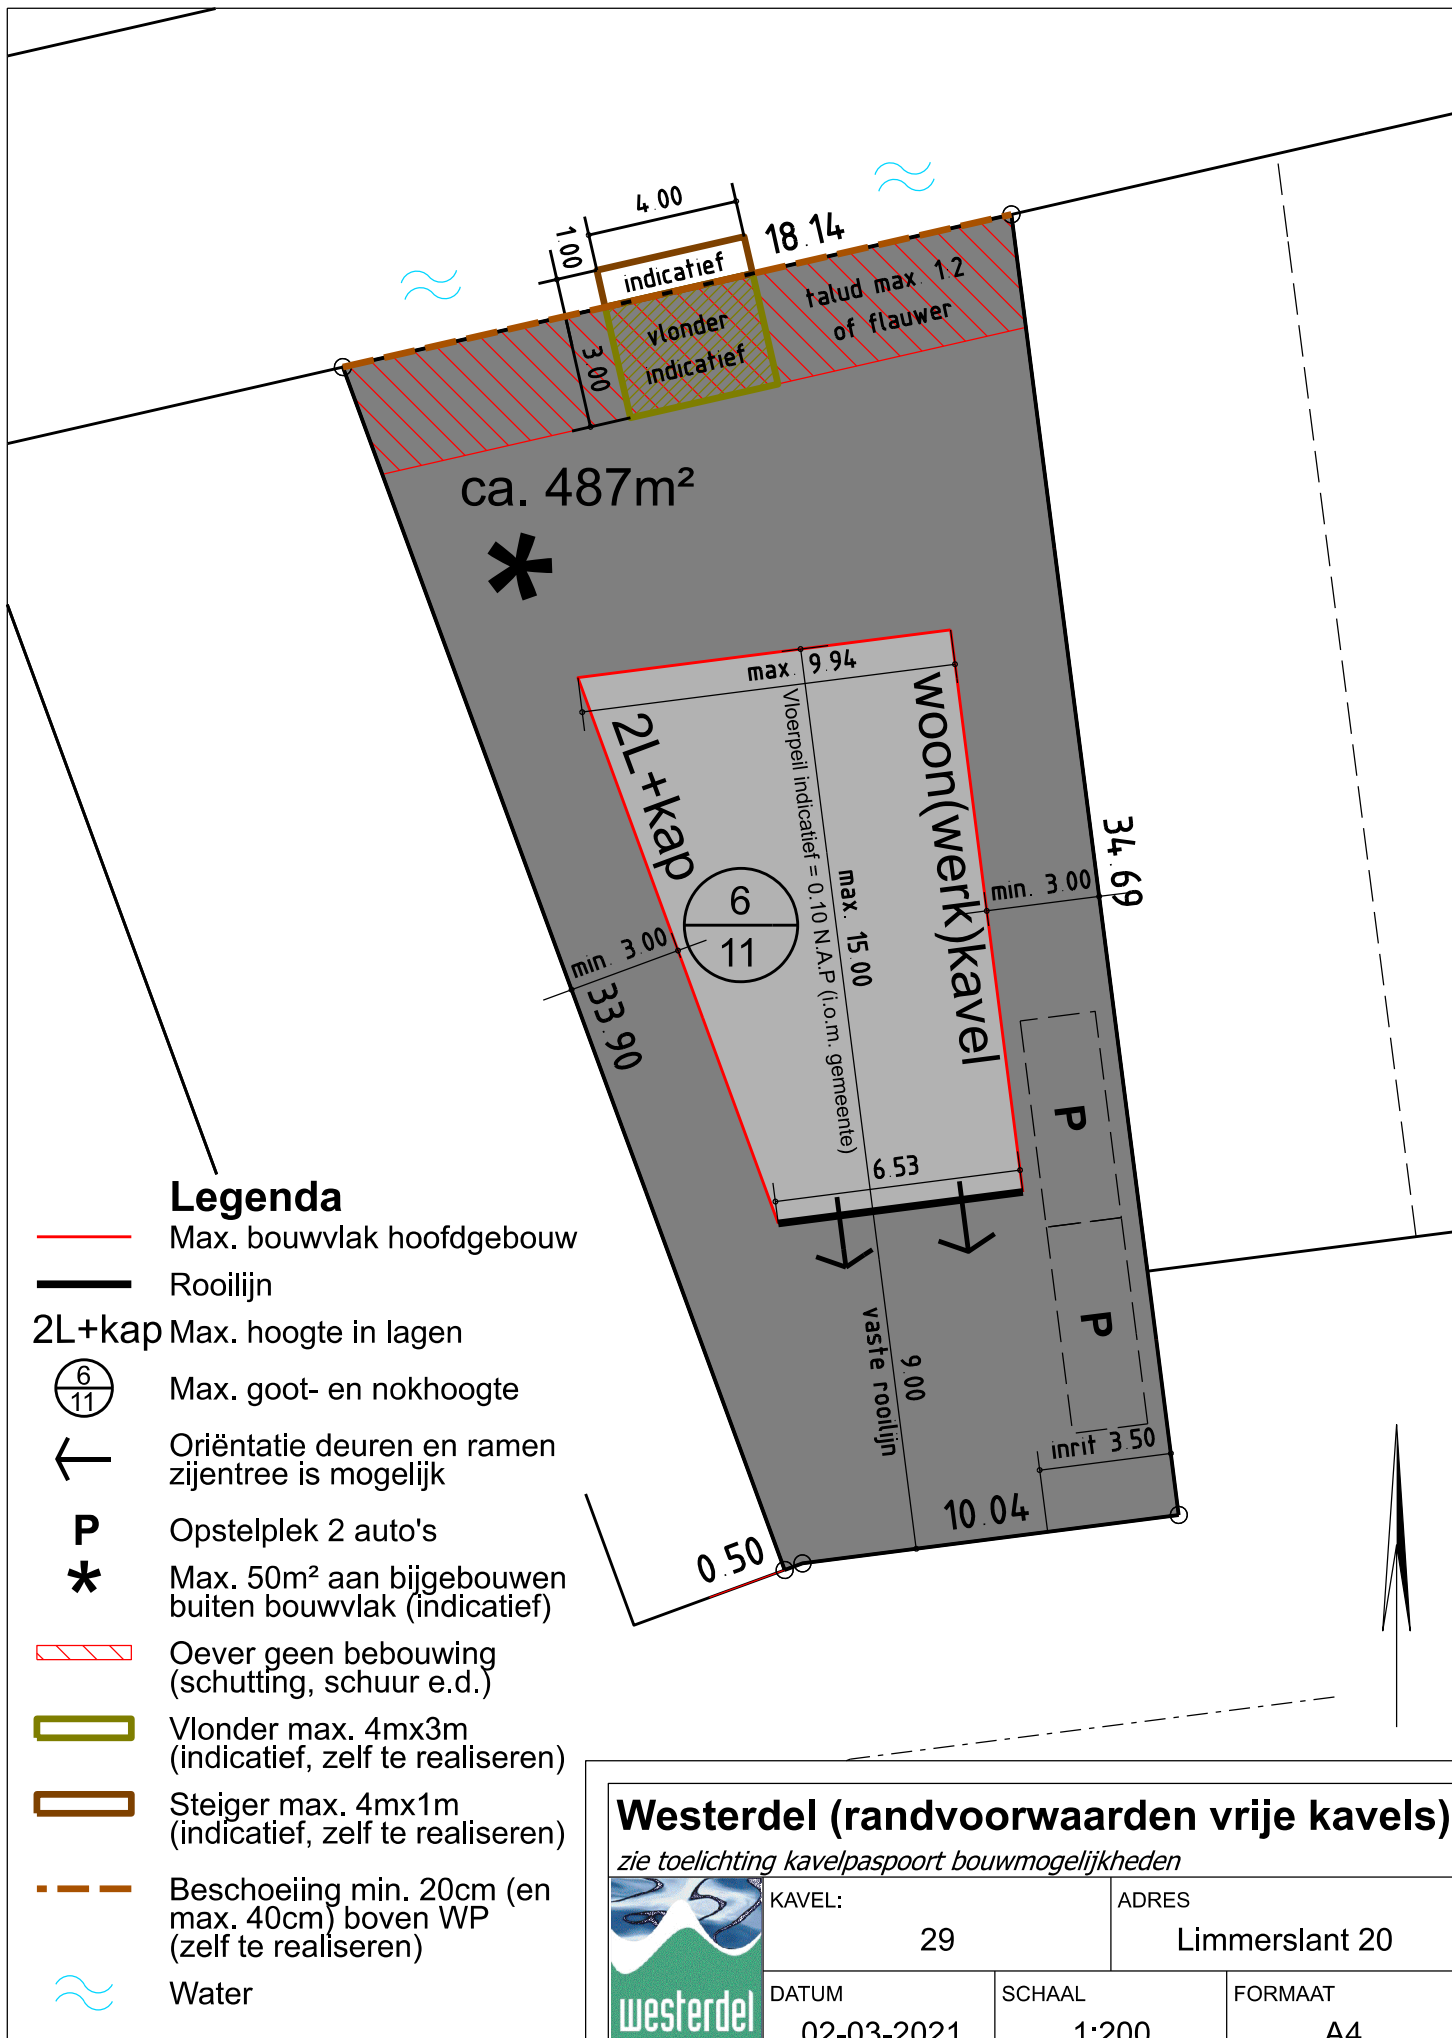 4.00
1.00
18.14
indicatief
talud max. 1:2
of flauwer
vlonder
indicatief
3.00
ca. 487m²
*
max. 9.94
2L+kap
Vloerpeil indicatief = 0.10 N.A.P (i.o.m. gemeente)
max. 15.00
woon(werk)kavel
34.69
min. 3.00
6
11
min. 3.00
33.90
P
6.53
P
vaste rooilijn
9.00
inrit 3.50
10.04
0.50
Legenda
Max. bouwvlak hoofdgebouw
Rooilijn
2L+kap Max. hoogte in lagen
6
11
Max. goot- en nokhoogte
Oriëntatie deuren en ramen
zijentree is mogelijk
P Opstelplek 2 auto's
* Max. 50m² aan bijgebouwen
buiten bouwvlak (indicatief)
Oever geen bebouwing
(schutting, schuur e.d.)
Vlonder max. 4mx3m
(indicatief, zelf te realiseren)
Steiger max. 4mx1m
(indicatief, zelf te realiseren)
Beschoeiing min. 20cm (en
max. 40cm) boven WP
(zelf te realiseren)
Water
Westerdel (randvoorwaarden vrije kavels)
zie toelichting kavelpaspoort bouwmogelijkheden
KAVEL:
29
ADRES
Limmerslant 20
westerdel
DATUM
02-03-2021
SCHAAL
1:200
FORMAAT
A4